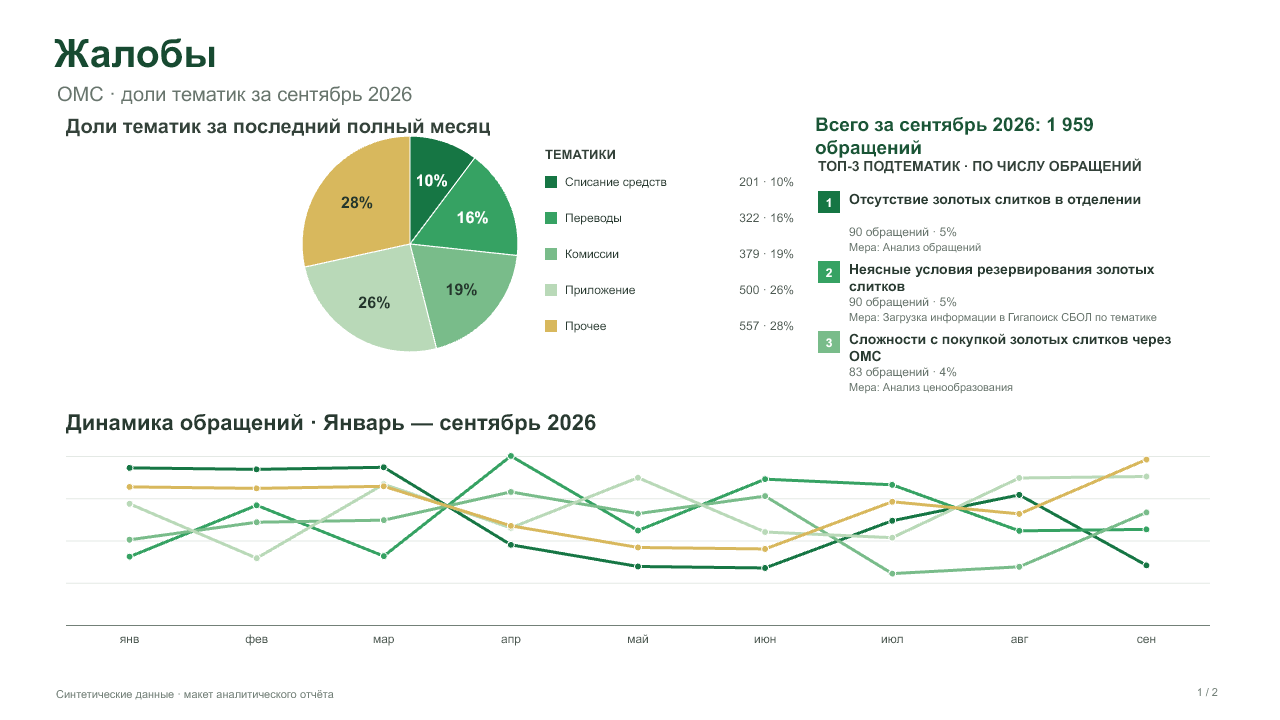 Жалобы
ОМС · доли тематик за сентябрь 2026
Доли тематик за последний полный месяц
10%
16%
19%
26%
28%
ТЕМАТИКИ
Списание средств 201 · 10%
Переводы 322 · 16%
Комиссии 379 · 19%
Приложение 500 · 26%
Прочее 557 · 28%
Всего за сентябрь 2026: 1 959
обращений
ТОП-3 ПОДТЕМАТИК · ПО ЧИСЛУ ОБРАЩЕНИЙ
1 Отсутствие золотых слитков в отделении
90 обращений · 5%
Мера: Анализ обращений
2 Неясные условия резервирования золотых
слитков
90 обращений · 5%
Мера: Загрузка информации в Гигапоиск СБОЛ по тематике
3 Сложности с покупкой золотых слитков через
ОМС
83 обращений · 4%
Мера: Анализ ценообразования
Динамика обращений · Январь — сентябрь 2026
янв фев мар апр май июн июл авг сен
Синтетические данные · макет аналитического отчёта
1 / 2